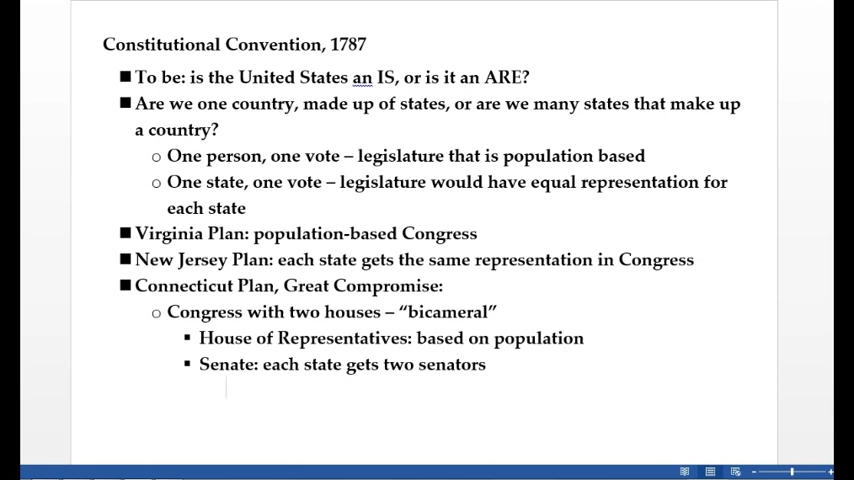 Constitutional Convention, 1787
■ To be: is the United States an IS, or is it an ARE?
■ Are we one country, made up of states, or are we many states that make up
a country?
o One person, one vote – legislature that is population based
o One state, one vote – legislature would have equal representation for
each state
■ Virginia Plan: population-based Congress
■ New Jersey Plan: each state gets the same representation in Congress
■ Connecticut Plan, Great Compromise:
o Congress with two houses – “bicameral”
▪ House of Representatives: based on population
▪ Senate: each state gets two senators